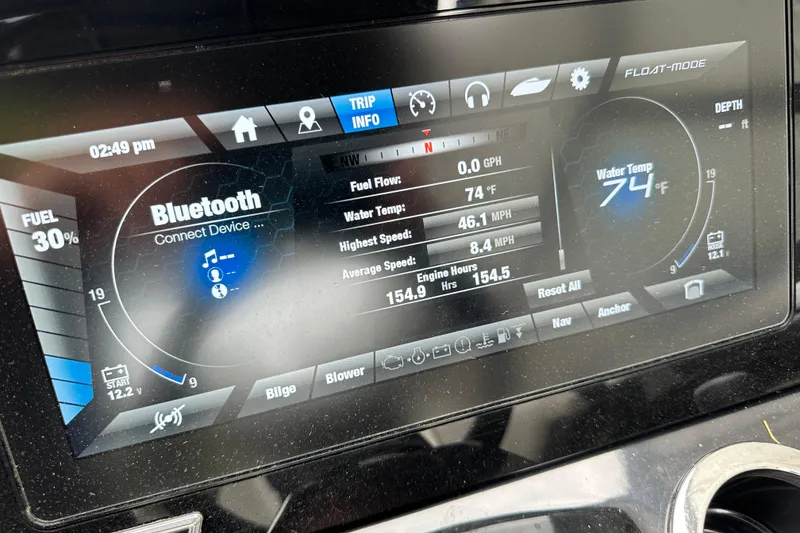 02:49 pm
TRIP
INFO
FLOAT-MODE
DEPTH
-- ft
FUEL
30%
Bluetooth
Connect Device ...
--
--
--
19
9
START
12.2 V
NW
N
NE
Fuel Flow: 0.0 GPH
Water Temp: 74 °F
Highest Speed: 46.1 MPH
Average Speed: 8.4 MPH
Engine Hours
154.9 Hrs 154.5
Reset All
Water Temp
74 °F
19
9
HOUSE
12.1 V
Bilge
Blower
Nav
Anchor